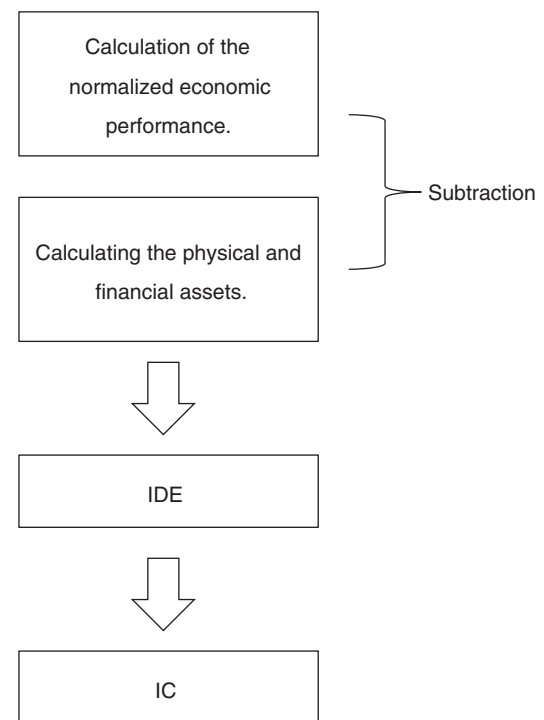 Calculation of the
normalized economic
performance.
Subtraction
Calculating the physical and
financial assets.
IDE
IC